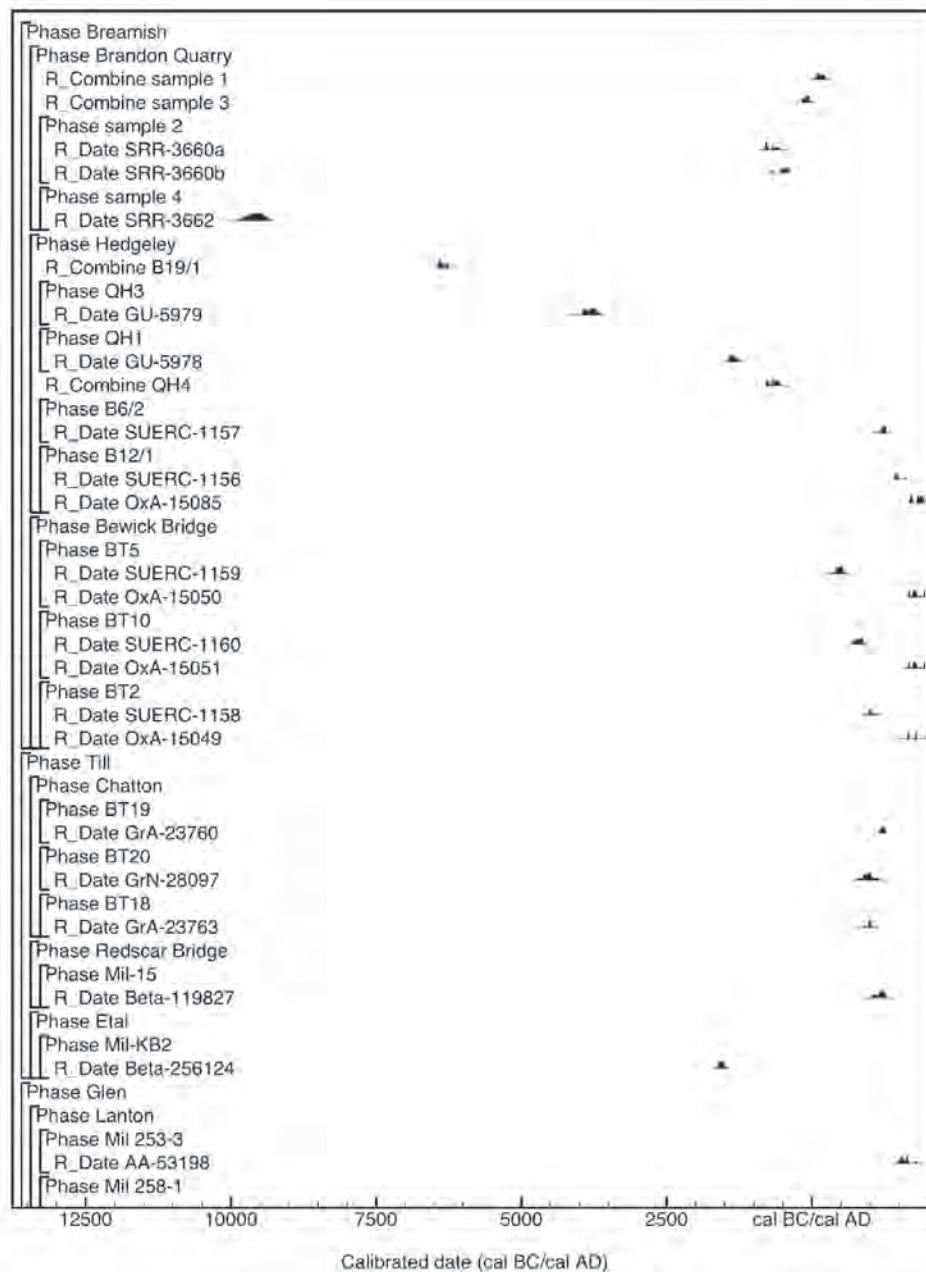 Phase Breamish
Phase Brandon Quarry
R_Combine sample 1
R_Combine sample 3
Phase sample 2
R_Date SRR-3660a
R_Date SRR-3660b
Phase sample 4
R_Date SRR-3662
Phase Hedgeley
R_Combine B19/1
Phase QH3
R_Date GU-5979
Phase QH1
R_Date GU-5978
R_Combine QH4
Phase B6/2
R_Date SUERC-1157
Phase B12/1
R_Date SUERC-1156
R_Date OxA-15085
Phase Bewick Bridge
Phase BT5
R_Date SUERC-1159
R_Date OxA-15050
Phase BT10
R_Date SUERC-1160
R_Date OxA-15051
Phase BT2
R_Date SUERC-1158
R_Date OxA-15049
Phase Till
Phase Chatton
Phase BT19
R_Date GrA-23760
Phase BT20
R_Date GrN-28097
Phase BT18
R_Date GrA-23763
Phase Redscar Bridge
Phase Mil-15
R_Date Beta-119827
Phase Etal
Phase Mil-KB2
R_Date Beta-256124
Phase Glen
Phase Lanton
Phase Mil 253-3
R_Date AA-53198
Phase Mil 258-1
12500 10000 7500 5000 2500 cal BC/cal AD
Calibrated date (cal BC/cal AD)